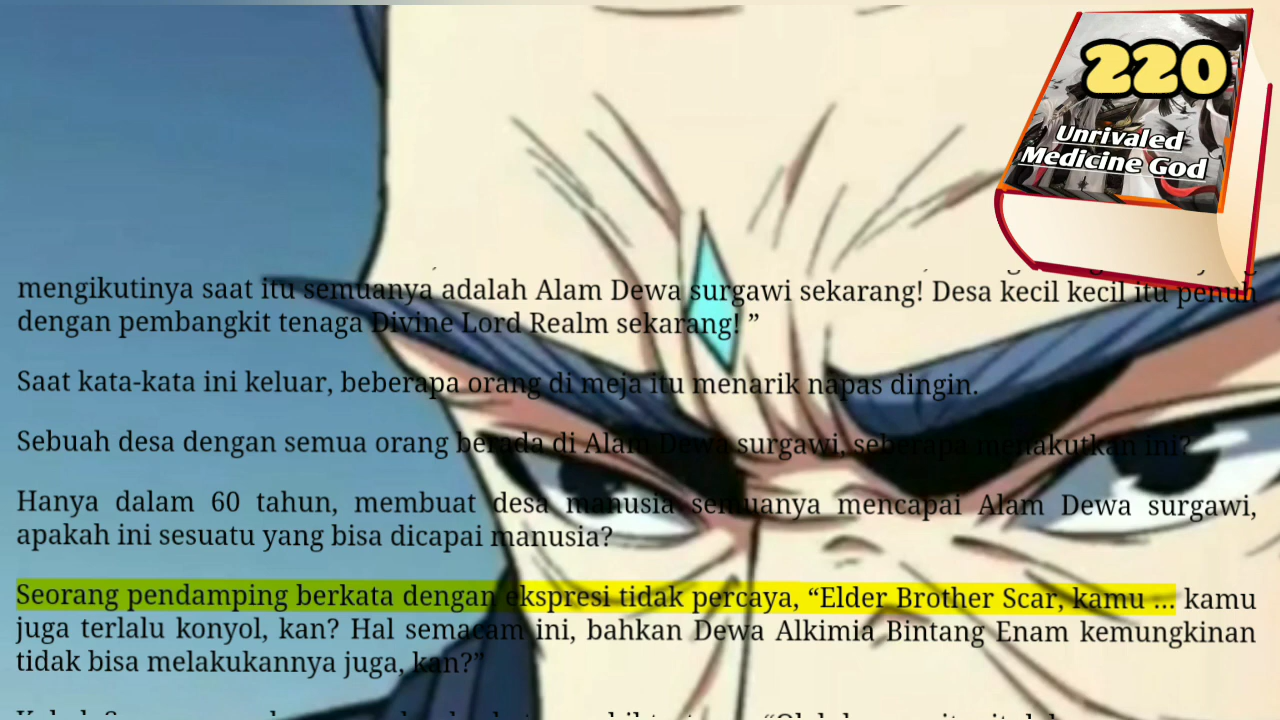 220
Unrivaled
Medicine God
mengikutinya saat itu semuanya adalah Alam Dewa surgawi sekarang! Desa kecil kecil itu penuh
dengan pembangkit tenaga Divine Lord Realm sekarang! ”
Saat kata-kata ini keluar, beberapa orang di meja itu menarik napas dingin.
Sebuah desa dengan semua orang berada di Alam Dewa surgawi, seberapa menakutkan ini?
Hanya dalam 60 tahun, membuat desa manusia semuanya mencapai Alam Dewa surgawi,
apakah ini sesuatu yang bisa dicapai manusia?
Seorang pendamping berkata dengan ekspresi tidak percaya, “Elder Brother Scar, kamu ... kamu
juga terlalu konyol, kan? Hal semacam ini, bahkan Dewa Alkimia Bintang Enam kemungkinan
tidak bisa melakukannya juga, kan?”